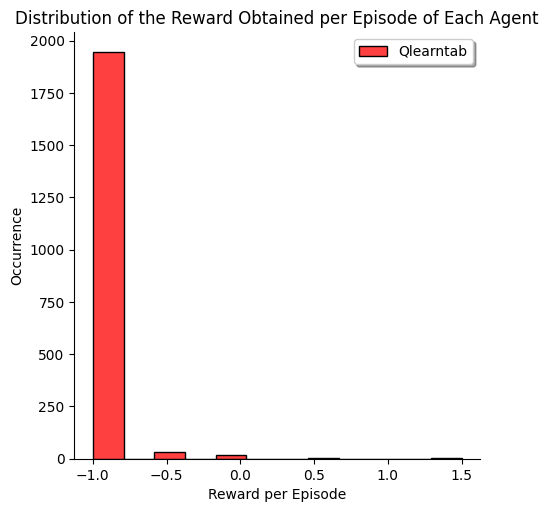 Distribution of the Reward Obtained per Episode of Each Agent
Qlearntab
2000
1750
1500
1250
1000
750
500
250
0
Occurrence
−1.0 −0.5 0.0 0.5 1.0 1.5
Reward per Episode